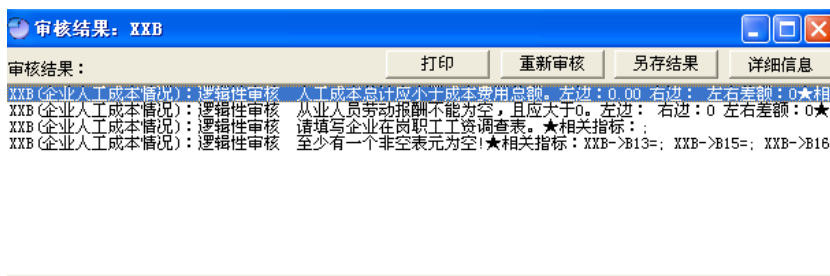 审核结果：XXB
审核结果： 打印 重新审核 另存结果 详细信息
XXB(企业人工成本情况)：逻辑性审核 人工成本总计应小于成本费用总额。左边：0.00 右边： 左右差额：0★相
XXB(企业人工成本情况)：逻辑性审核 从业人员劳动报酬不能为空，且应大于0。左边： 右边：0 左右差额：0★
XXB(企业人工成本情况)：逻辑性审核 请填写企业在岗职工工资调查表。★相关指标：;
XXB(企业人工成本情况)：逻辑性审核 至少有一个非空表元为空!★相关指标：XXB->B13=; XXB->B15=; XXB->B16